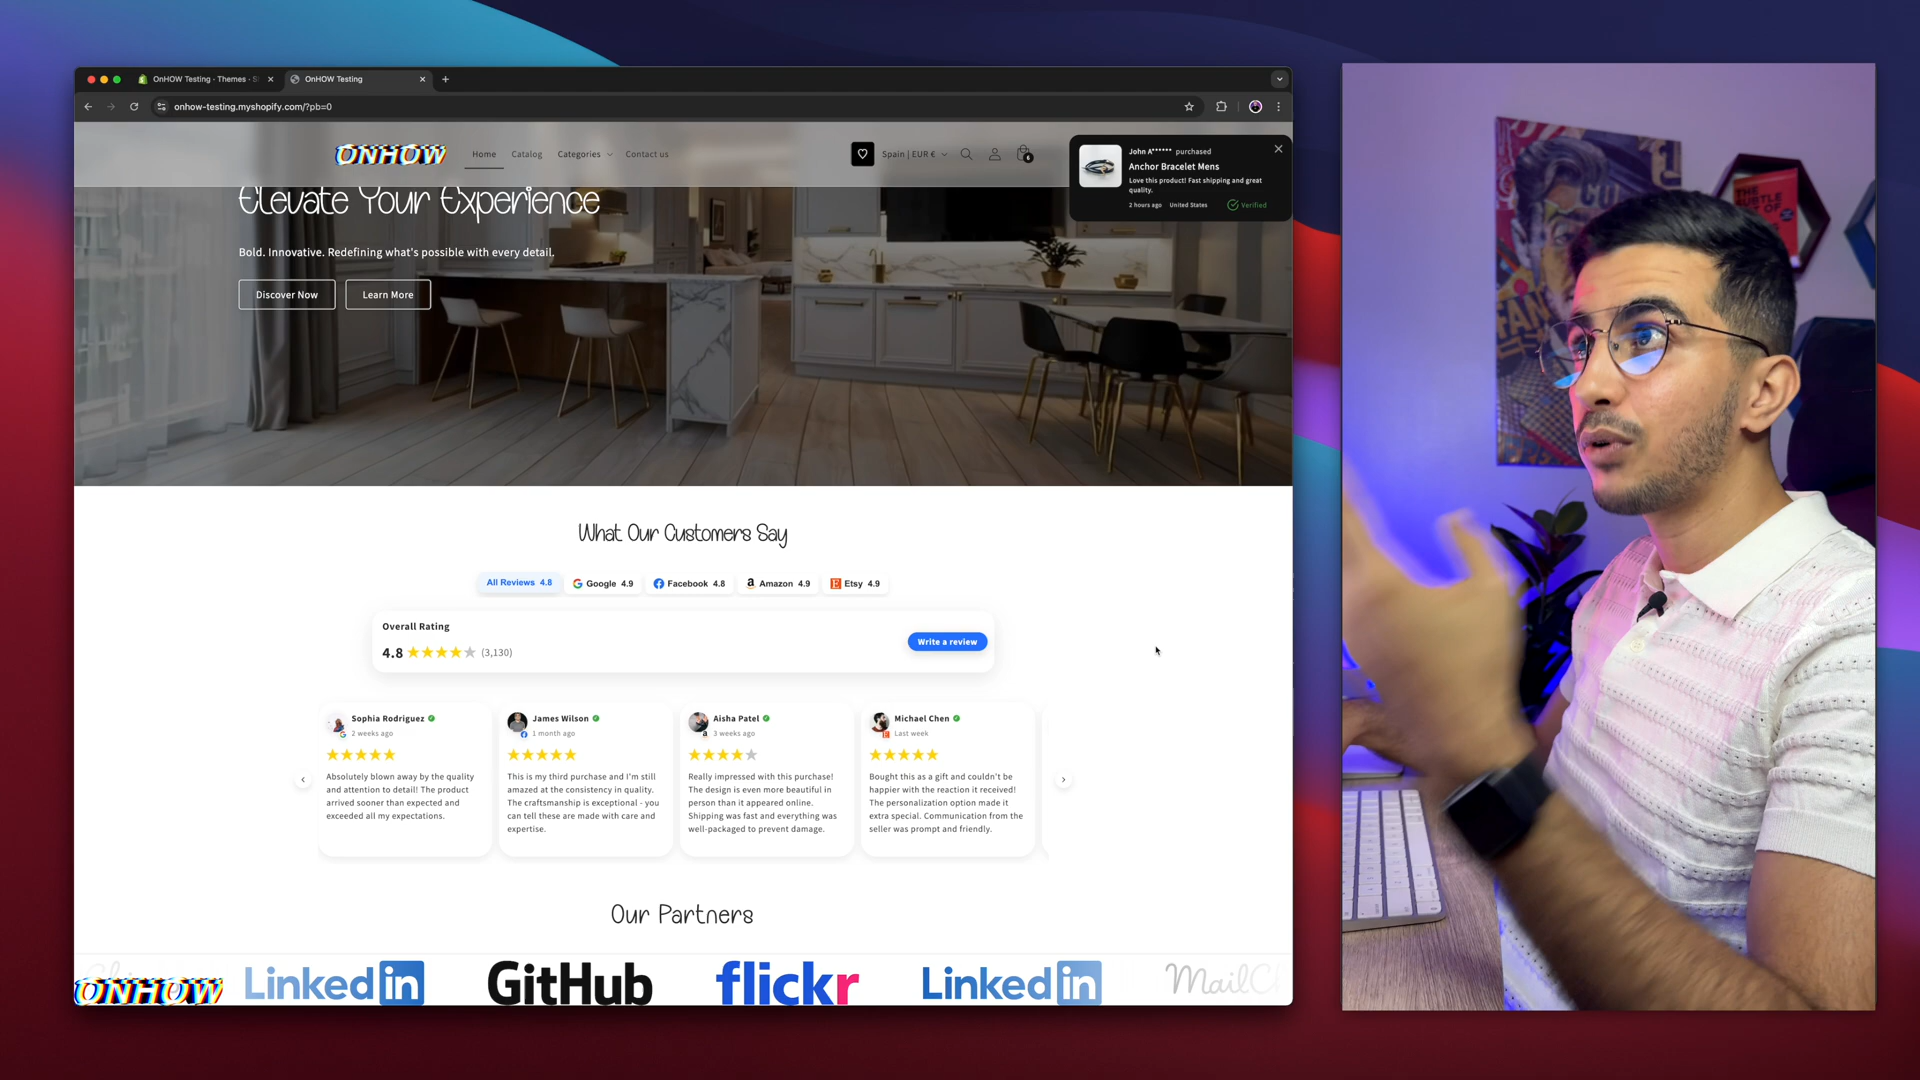 OnHOW Testing · Themes · S
OnHOW Testing
onhow-testing.myshopify.com/?pb=0
ONHOW
Home
Catalog
Categories
Contact us
Spain | EUR €
6
John A****** purchased
Anchor Bracelet Mens
Love this product! Fast shipping and great
quality.
2 hours ago
United States
Verified
Elevate Your Experience
Bold. Innovative. Redefining what's possible with every detail.
Discover Now
Learn More
What Our Customers Say
All Reviews 4.8
Google 4.9
Facebook 4.8
Amazon 4.9
Etsy 4.9
Overall Rating
4.8
(3,130)
Write a review
Sophia Rodriguez
2 weeks ago
Absolutely blown away by the quality
and attention to detail! The product
arrived sooner than expected and
exceeded all my expectations.
James Wilson
1 month ago
This is my third purchase and I'm still
amazed at the consistency in quality.
The craftsmanship is exceptional - you
can tell these are made with care and
expertise.
Aisha Patel
3 weeks ago
Really impressed with this purchase!
The design is even more beautiful in
person than it appeared online.
Shipping was fast and everything was
well-packaged to prevent damage.
Michael Chen
Last week
Bought this as a gift and couldn't be
happier with the reaction it received!
The personalization option made it
extra special. Communication from the
seller was prompt and friendly.
Our Partners
ONHOW
Linkedin
GitHub
flickr
Linkedin
MailC
THE
SUBTLE
FAN